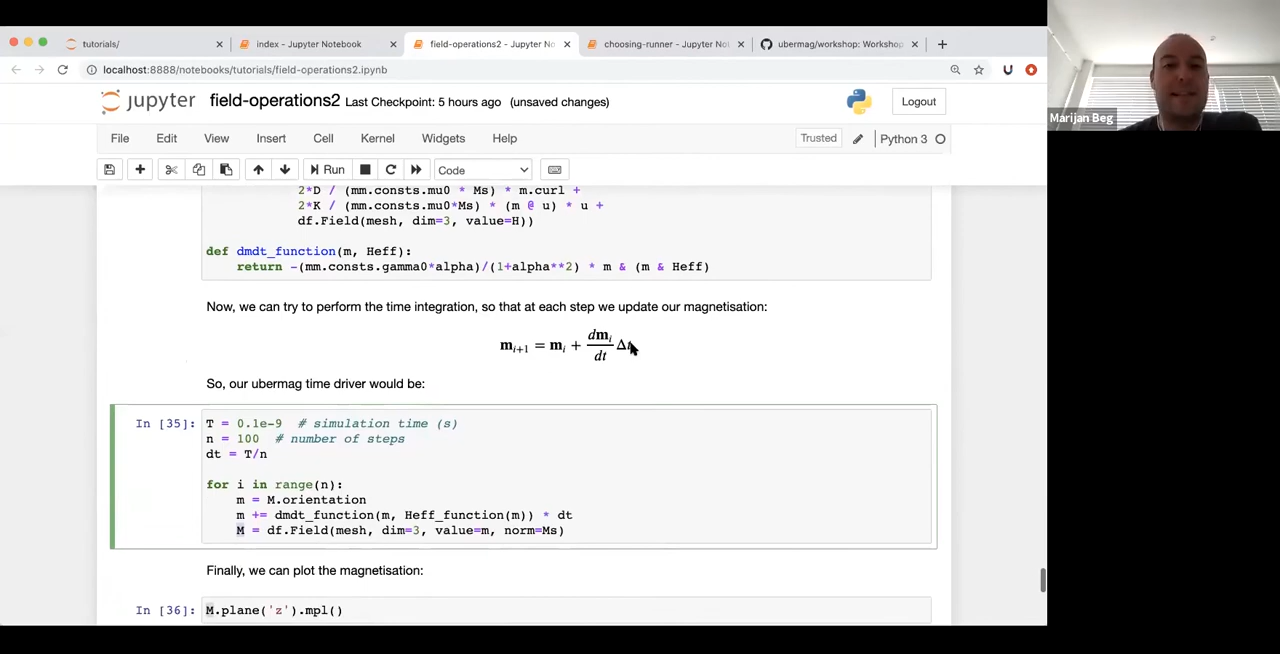 tutorials/
index - Jupyter Notebook
field-operations2 - Jupyter No
choosing-runner - Jupyter Not
ubermag/workshop: Workshop
localhost:8888/notebooks/tutorials/field-operations2.ipynb
jupyter field-operations2 Last Checkpoint: 5 hours ago (unsaved changes)
Logout
File Edit View Insert Cell Kernel Widgets Help
Trusted
Python 3
Run
Code
2*D / (mm.consts.mu0 * Ms) * m.curl +
2*K / (mm.consts.mu0*Ms) * (m @ u) * u +
df.Field(mesh, dim=3, value=H))
def dmdt_function(m, Heff):
return -(mm.consts.gamma0*alpha)/(1+alpha**2) * m & (m & Heff)
Now, we can try to perform the time integration, so that at each step we update our magnetisation:
m_{i+1} = m_i + dm_i/dt Δt
So, our ubermag time driver would be:
In [35]:
T = 0.1e-9 # simulation time (s)
n = 100 # number of steps
dt = T/n
for i in range(n):
m = M.orientation
m += dmdt_function(m, Heff_function(m)) * dt
M = df.Field(mesh, dim=3, value=m, norm=Ms)
Finally, we can plot the magnetisation:
In [36]:
M.plane('z').mpl()
Marijan Beg